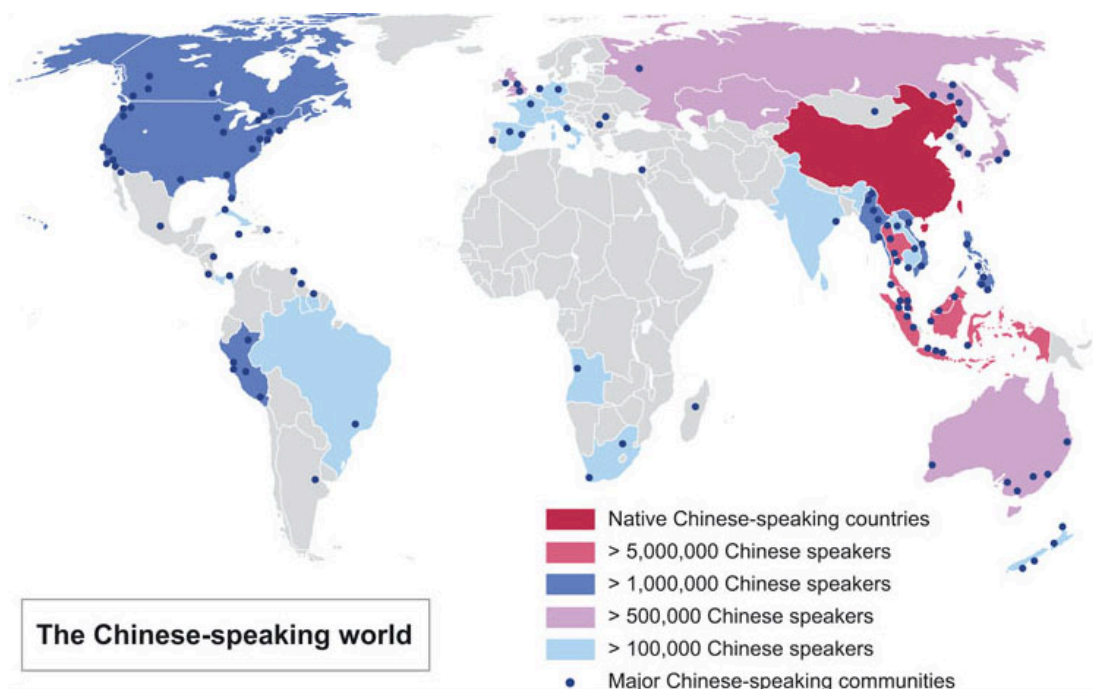 Native Chinese-speaking countries
> 5,000,000 Chinese speakers
> 1,000,000 Chinese speakers
> 500,000 Chinese speakers
> 100,000 Chinese speakers
Major Chinese-speaking communities
The Chinese-speaking world